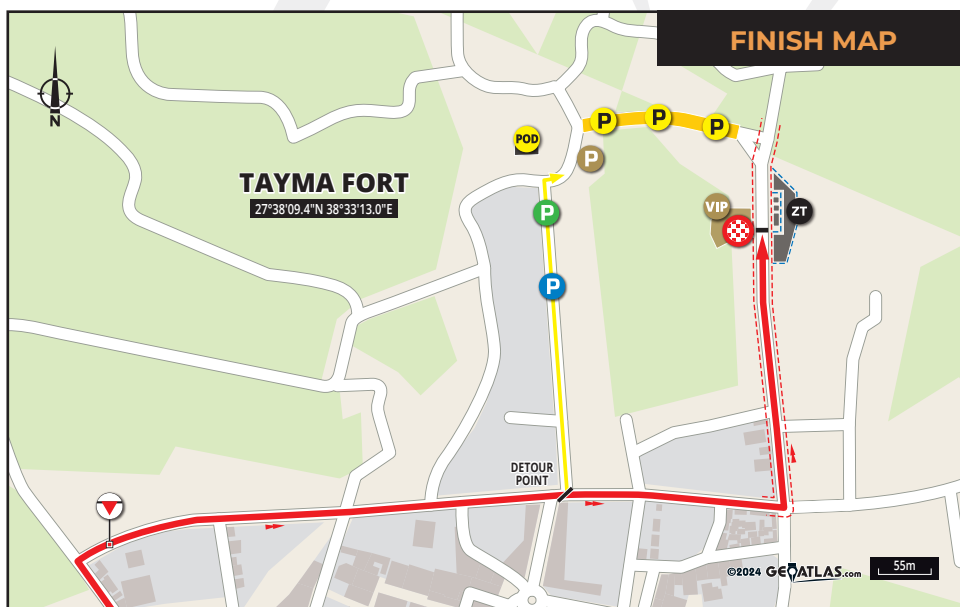 FINISH MAP
N
TAYMA FORT
27°38'09.4"N 38°33'13.0"E
POD
P
P
P
P
P
P
VIP
ZT
DETOUR
POINT
©2024 GEOATLAS.com
55m